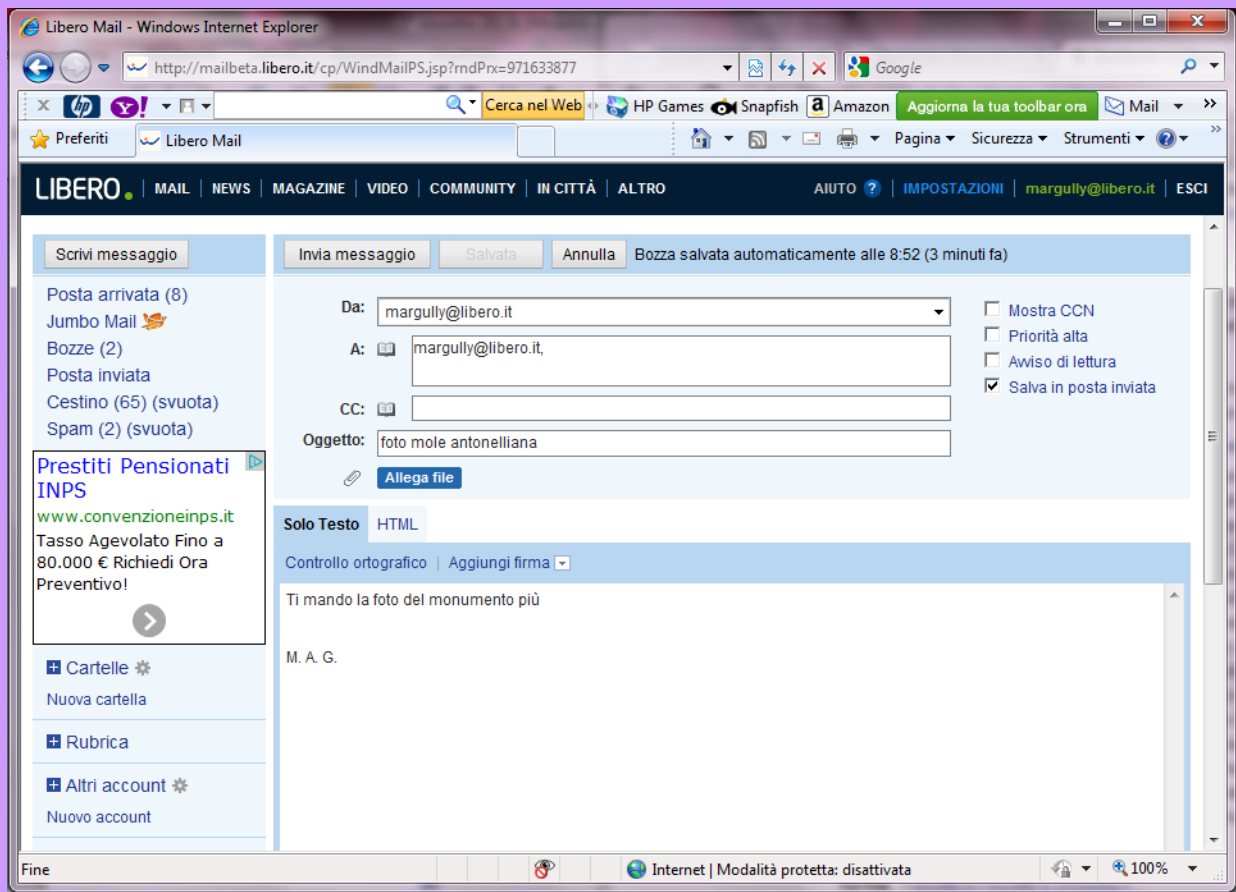 Libero Mail - Windows Internet Explorer
http://mailbeta.libero.it/cp/WindMailPS.jsp?rndPrx=971633877
Google
hp Y! Cerca nel Web HP Games Snapfish a Amazon Aggiorna la tua toolbar ora Mail
Preferiti Libero Mail Pagina Sicurezza Strumenti
LIBERO. | MAIL | NEWS | MAGAZINE | VIDEO | COMMUNITY | IN CITTÀ | ALTRO AIUTO ? | IMPOSTAZIONI | margully@libero.it | ESCI
Scrivi messaggio
Invia messaggio Salvata Annulla Bozza salvata automaticamente alle 8:52 (3 minuti fa)
Posta arrivata (8)
Jumbo Mail
Bozze (2)
Posta inviata
Cestino (65) (svuota)
Spam (2) (svuota)
Da: margully@libero.it
A: margully@libero.it,
CC:
Oggetto: foto mole antonelliana
Allega file
Mostra CCN
Priorità alta
Avviso di lettura
Salva in posta inviata
Prestiti Pensionati
INPS
www.convenzioneinps.it
Tasso Agevolato Fino a
80.000 € Richiedi Ora
Preventivo!
Solo Testo HTML
Controllo ortografico | Aggiungi firma
Ti mando la foto del monumento più
M. A. G.
Cartelle
Nuova cartella
Rubrica
Altri account
Nuovo account
Fine Internet | Modalità protetta: disattivata 100%